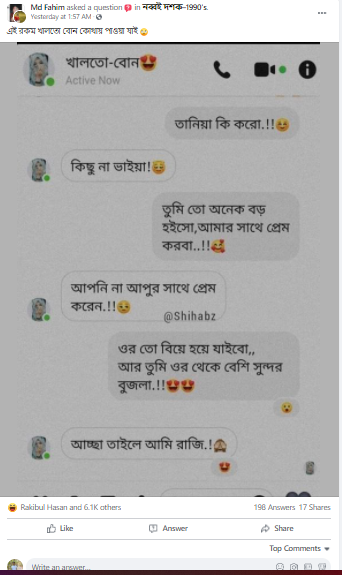 Md Fahim asked a question in নব্বই দশক-1990's.
Yesterday at 1:57 AM
এই রকম খালতো বোন কোথায় পাওয়া যাই
খালতো-বোন
Active Now
তানিয়া কি করো.!!
কিছু না ভাইয়া!
তুমি তো অনেক বড়
হইসো,আমার সাথে প্রেম
করবা..!!
আপনি না আপুর সাথে প্রেম
করেন.!!
@Shihabz
ওর তো বিয়ে হয়ে যাইবো,,
আর তুমি ওর থেকে বেশি সুন্দর
বুজলা.!!
আচ্ছা তাইলে আমি রাজি.!
Rakibul Hasan and 6.1K others
198 Answers 17 Shares
Like Answer Share
Top Comments
Write an answer...